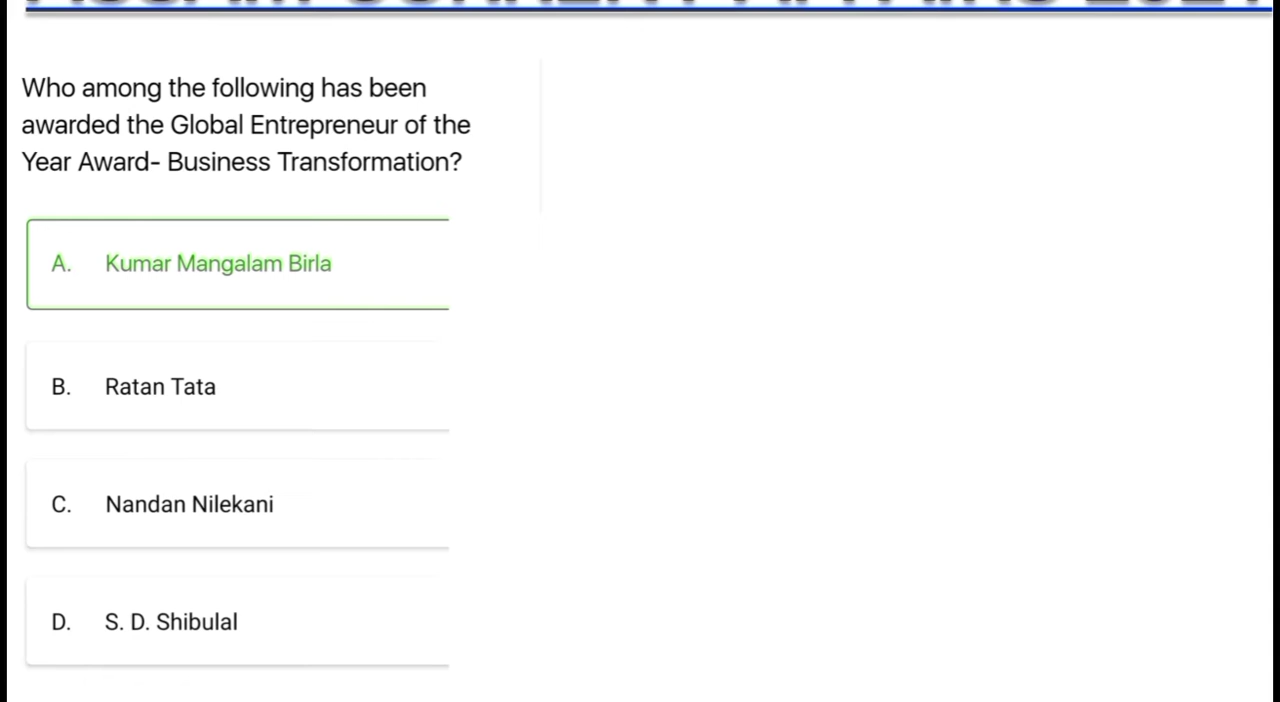 Who among the following has been
awarded the Global Entrepreneur of the
Year Award- Business Transformation?
A. Kumar Mangalam Birla
B. Ratan Tata
C. Nandan Nilekani
D. S. D. Shibulal